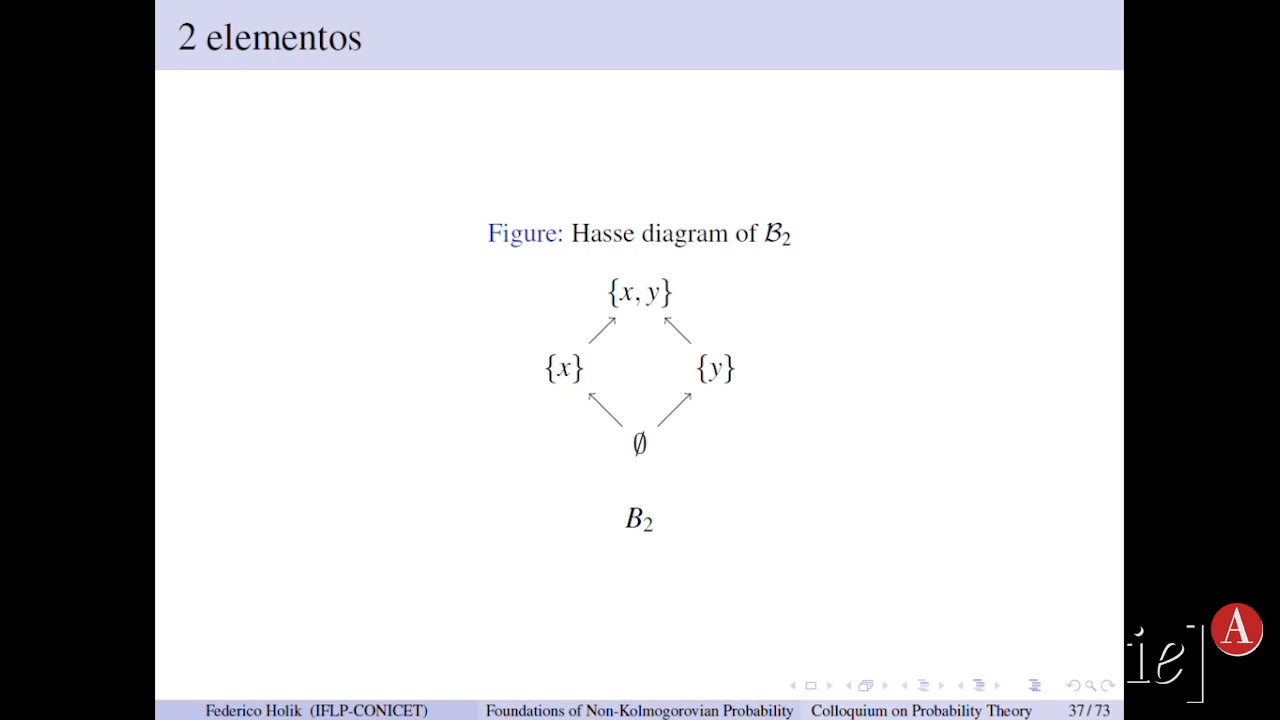 2 elementos
Figure: Hasse diagram of ℬ₂
{x, y}
{x} {y}
∅
B₂
Federico Holik (IFLP-CONICET) Foundations of Non-Kolmogorovian Probability Colloquium on Probability Theory 37 / 73
ie]
A